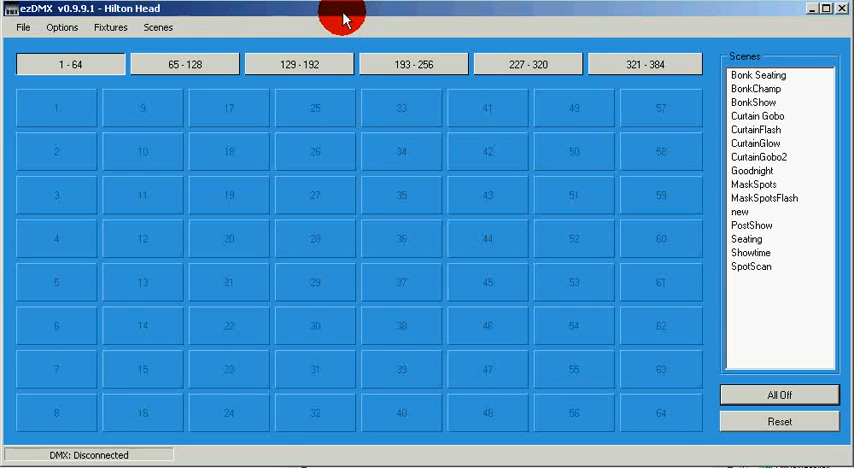 ezDMX v0.9.9.1 - Hilton Head
File Options Fixtures Scenes
1 - 64 65 - 128 129 - 192 193 - 256 227 - 320 321 - 384
Scenes
1 9 17 25 33 41 49 57
2 10 18 26 34 42 50 58
3 11 19 27 35 43 51 59
4 12 20 28 36 44 52 60
5 13 21 29 37 45 53 61
6 14 22 30 38 46 54 62
7 15 23 31 39 47 55 63
8 16 24 32 40 48 56 64
Bonk Seating
BonkChamp
BonkShow
Curtain Gobo
CurtainFlash
CurtainGlow
CurtainGobo2
Goodnight
MaskSpots
MaskSpotsFlash
new
PostShow
Seating
Showtime
SpotScan
All Off
Reset
DMX: Disconnected